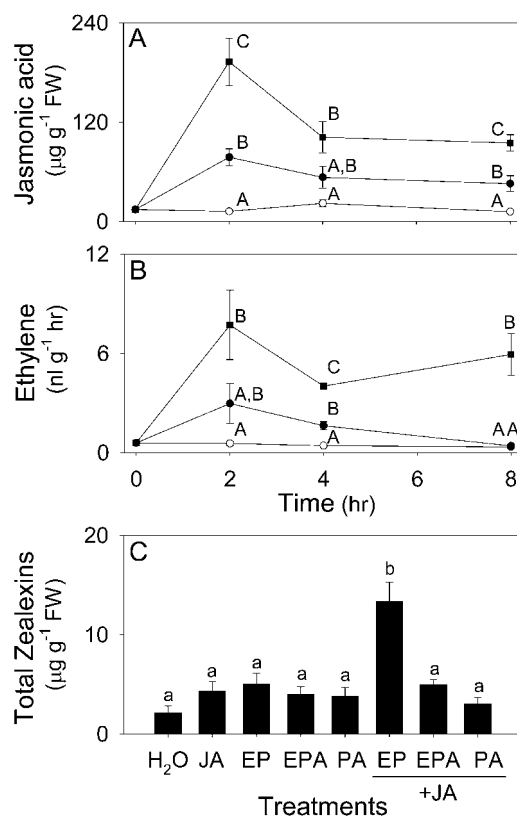 A
Jasmonic acid
(µg g⁻¹ FW)
240
120
0
C
B
C
B
A,B
B
A
A
A
B
Ethylene
(nl g⁻¹ hr)
12
6
0
B
C
B
A,B
B
A
A
A A
0 2 4 6 8
Time (hr)
C
Total Zealexins
(µg g⁻¹ FW)
20
10
0
a a a a a b a a
H₂O JA EP EPA PA EP EPA PA
+JA
Treatments